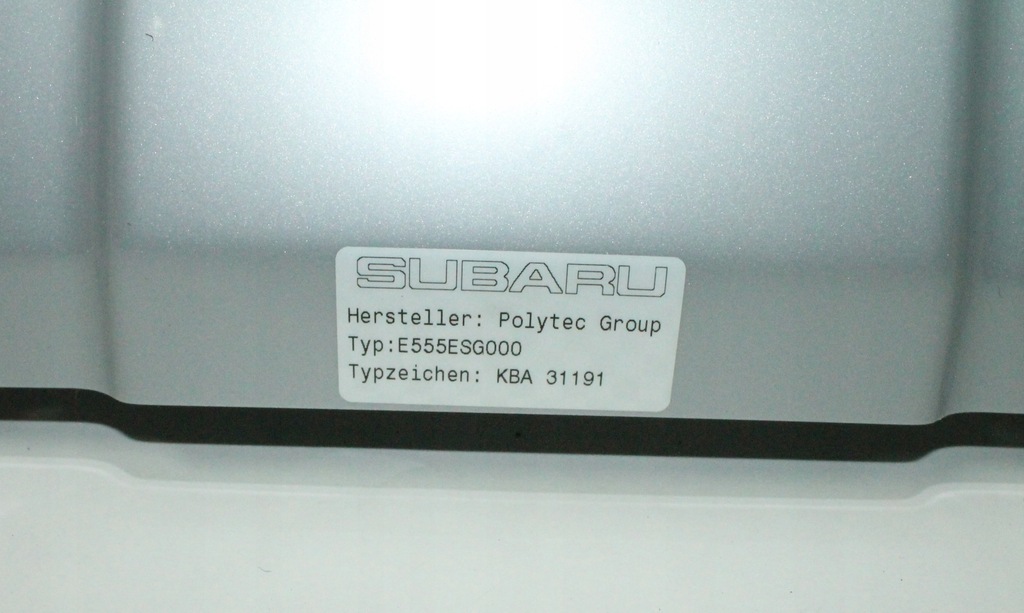 SUBARU
Hersteller: Polytec Group
Typ:E555ESG000
Typzeichen: KBA 31191